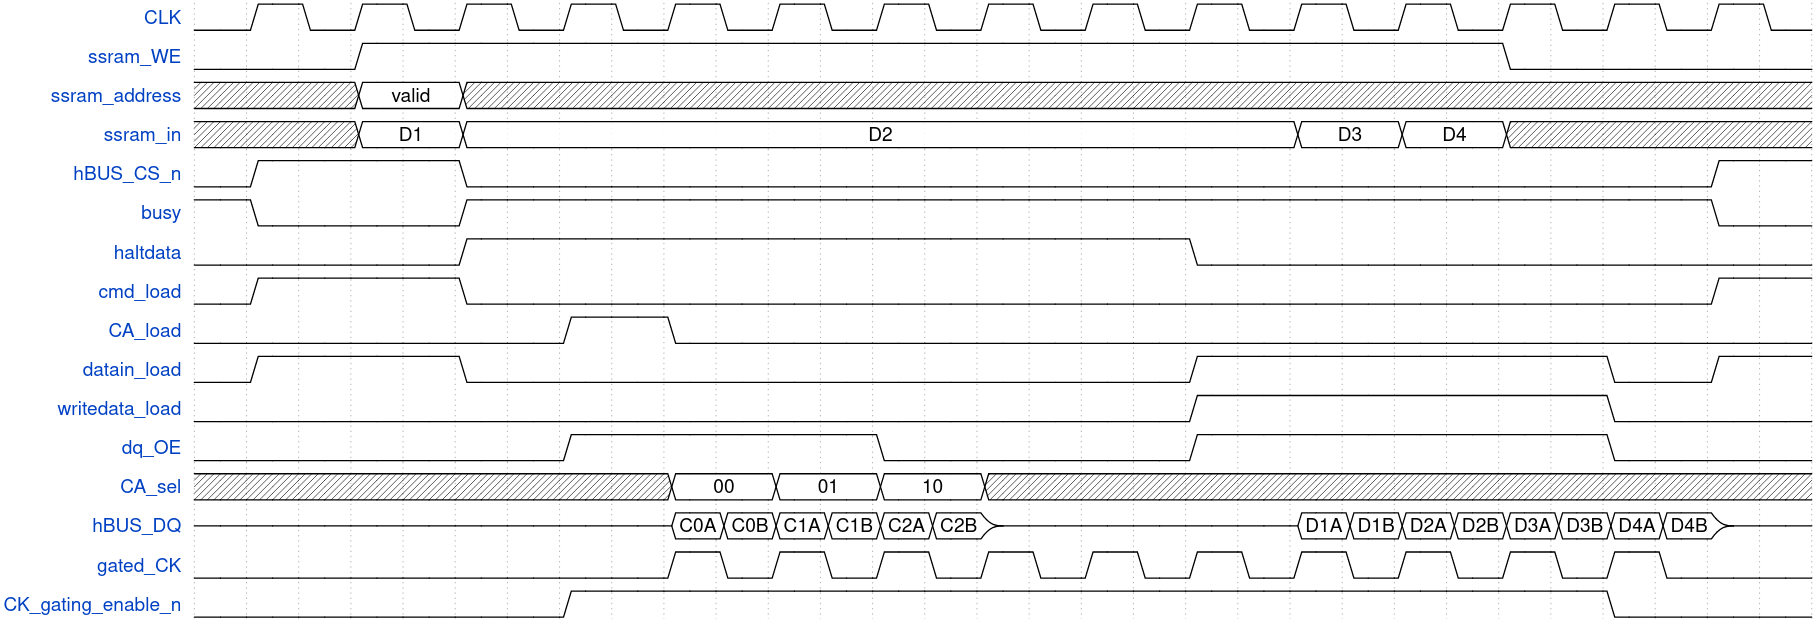 CLK
ssram_WE
ssram_address valid
ssram_in D1 D2 D3 D4
hBUS_CS_n
busy
haltdata
cmd_load
CA_load
datain_load
writedata_load
dq_OE
CA_sel 00 01 10
hBUS_DQ C0A C0B C1A C1B C2A C2B D1A D1B D2A D2B D3A D3B D4A D4B
gated_CK
CK_gating_enable_n